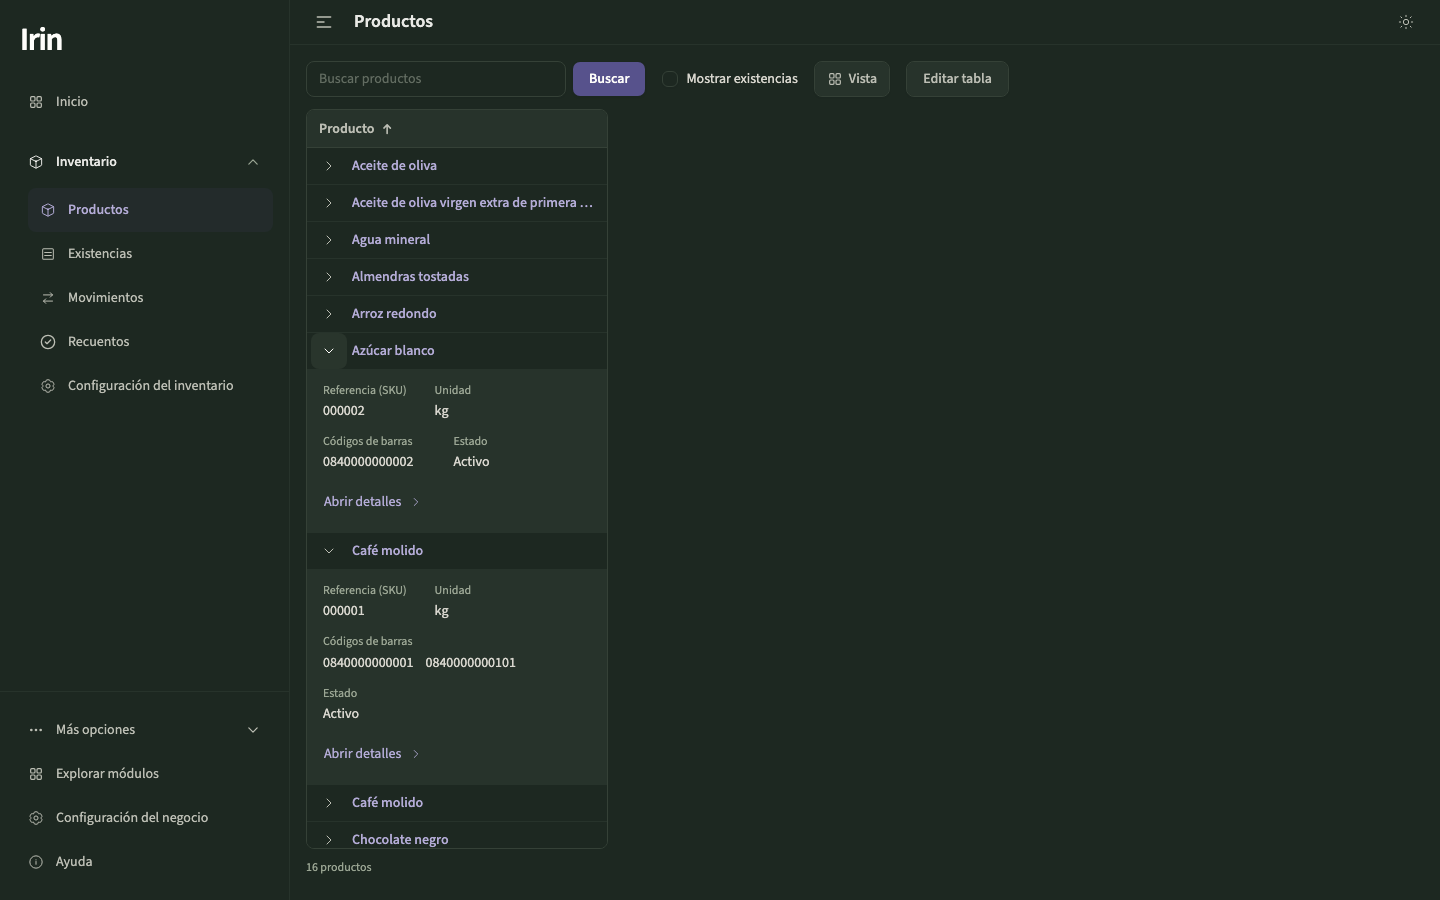 Irin
Inicio
Inventario
Productos
Existencias
Movimientos
Recuentos
Configuración del inventario
Más opciones
Explorar módulos
Configuración del negocio
Ayuda
Productos
Buscar productos
Buscar
Mostrar existencias
Vista
Editar tabla
Producto
Aceite de oliva
Aceite de oliva virgen extra de primera ...
Agua mineral
Almendras tostadas
Arroz redondo
Azúcar blanco
Referencia (SKU) Unidad
000002 kg
Códigos de barras Estado
0840000000002 Activo
Abrir detalles
Café molido
Referencia (SKU) Unidad
000001 kg
Códigos de barras
0840000000001 0840000000101
Estado
Activo
Abrir detalles
Café molido
Chocolate negro
16 productos